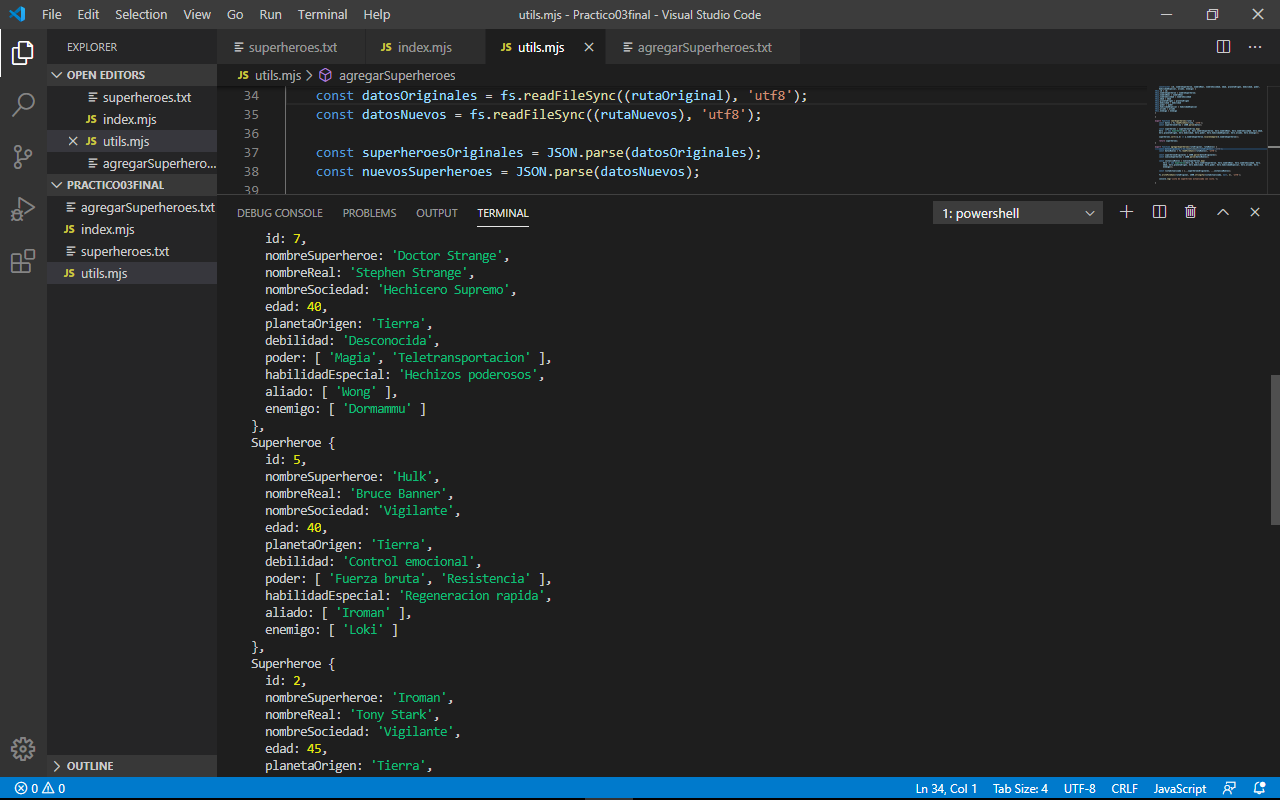 File Edit Selection View Go Run Terminal Help utils.mjs - Practico03final - Visual Studio Code
EXPLORER
superheroes.txt JS index.mjs JS utils.mjs agregarSuperheroes.txt
OPEN EDITORS
superheroes.txt
JS index.mjs
JS utils.mjs
agregarSuperhero...
PRACTICO03FINAL
agregarSuperheroes.txt
JS index.mjs
superheroes.txt
JS utils.mjs
OUTLINE
JS utils.mjs > agregarSuperheroes
34 const datosOriginales = fs.readFileSync((rutaOriginal), 'utf8');
35 const datosNuevos = fs.readFileSync((rutaNuevos), 'utf8');
36
37 const superheroesOriginales = JSON.parse(datosOriginales);
38 const nuevosSuperheroes = JSON.parse(datosNuevos);
39
DEBUG CONSOLE PROBLEMS OUTPUT TERMINAL 1: powershell
id: 7,
nombreSuperheroe: 'Doctor Strange',
nombreReal: 'Stephen Strange',
nombreSociedad: 'Hechicero Supremo',
edad: 40,
planetaOrigen: 'Tierra',
debilidad: 'Desconocida',
poder: [ 'Magia', 'Teletransportacion' ],
habilidadEspecial: 'Hechizos poderosos',
aliado: [ 'Wong' ],
enemigo: [ 'Dormammu' ]
},
Superheroe {
id: 5,
nombreSuperheroe: 'Hulk',
nombreReal: 'Bruce Banner',
nombreSociedad: 'Vigilante',
edad: 40,
planetaOrigen: 'Tierra',
debilidad: 'Control emocional',
poder: [ 'Fuerza bruta', 'Resistencia' ],
habilidadEspecial: 'Regeneracion rapida',
aliado: [ 'Iroman' ],
enemigo: [ 'Loki' ]
},
Superheroe {
id: 2,
nombreSuperheroe: 'Iroman',
nombreReal: 'Tony Stark',
nombreSociedad: 'Vigilante',
edad: 45,
planetaOrigen: 'Tierra',
0 0 Ln 34, Col 1 Tab Size: 4 UTF-8 CRLF JavaScript